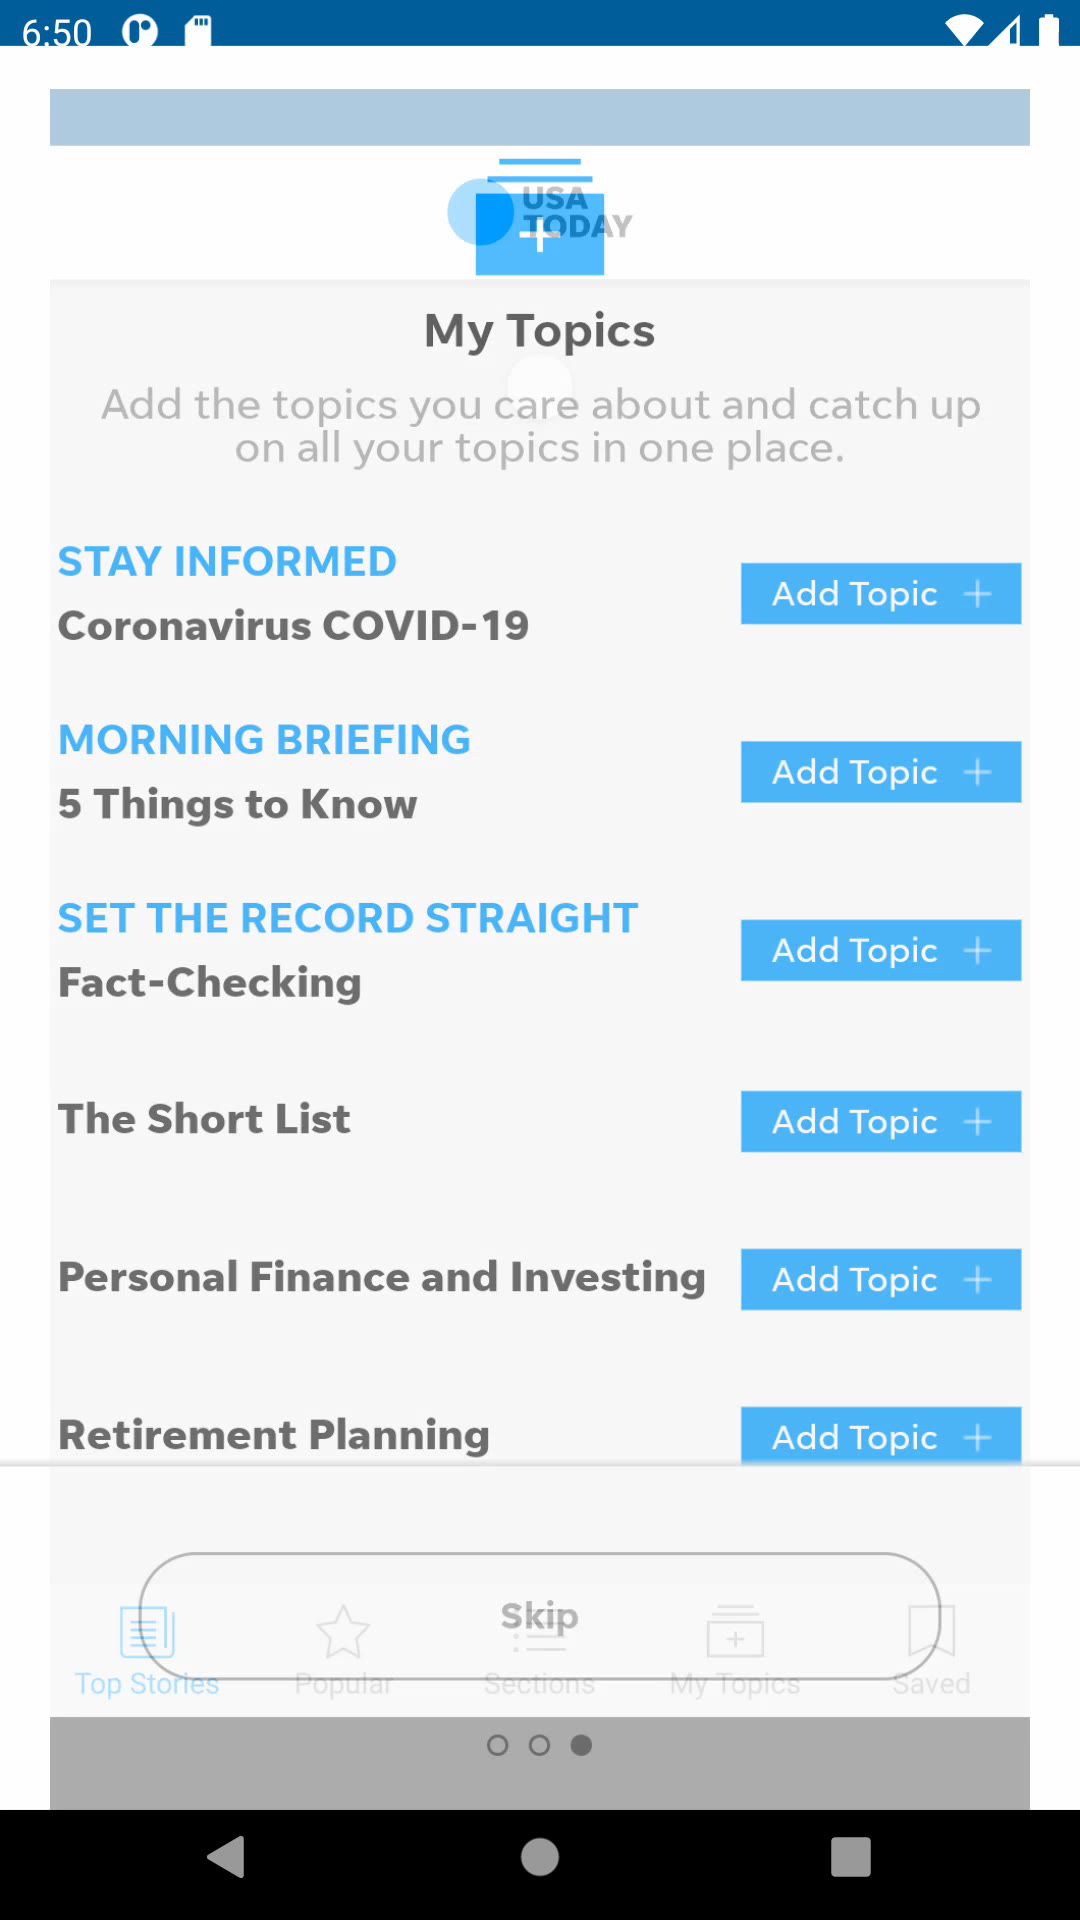 6:50
USA
TODAY
My Topics
Add the topics you care about and catch up
on all your topics in one place.
STAY INFORMED
Coronavirus COVID-19
Add Topic
MORNING BRIEFING
5 Things to Know
Add Topic
SET THE RECORD STRAIGHT
Fact-Checking
Add Topic
The Short List
Add Topic
Personal Finance and Investing
Add Topic
Retirement Planning
Add Topic
Skip
Top Stories
Popular
Sections
My Topics
Saved